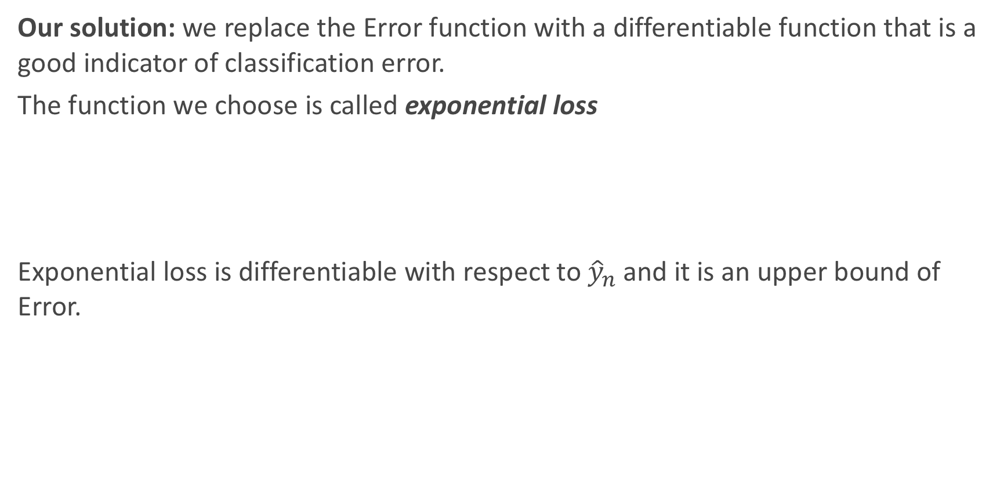 Our solution: we replace the Error function with a differentiable function that is a
good indicator of classification error.
The function we choose is called exponential loss
Exponential loss is differentiable with respect to ŷₙ and it is an upper bound of
Error.